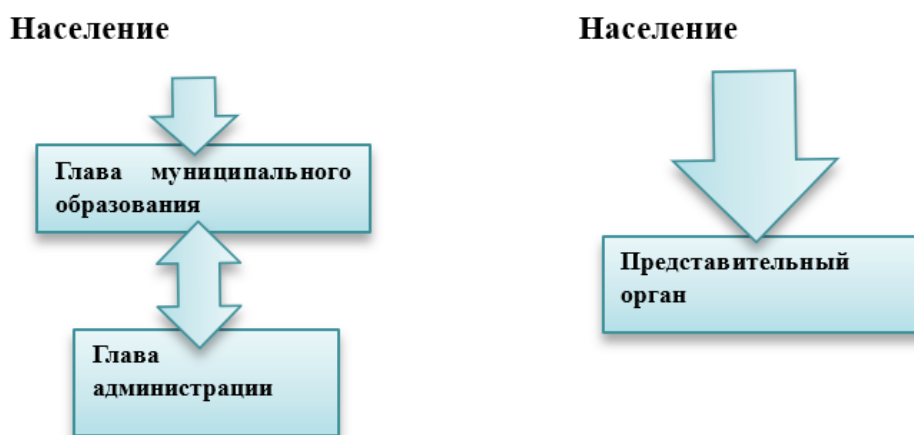 Население
Население
Глава муниципального
образования
Представительный
орган
Глава
администрации